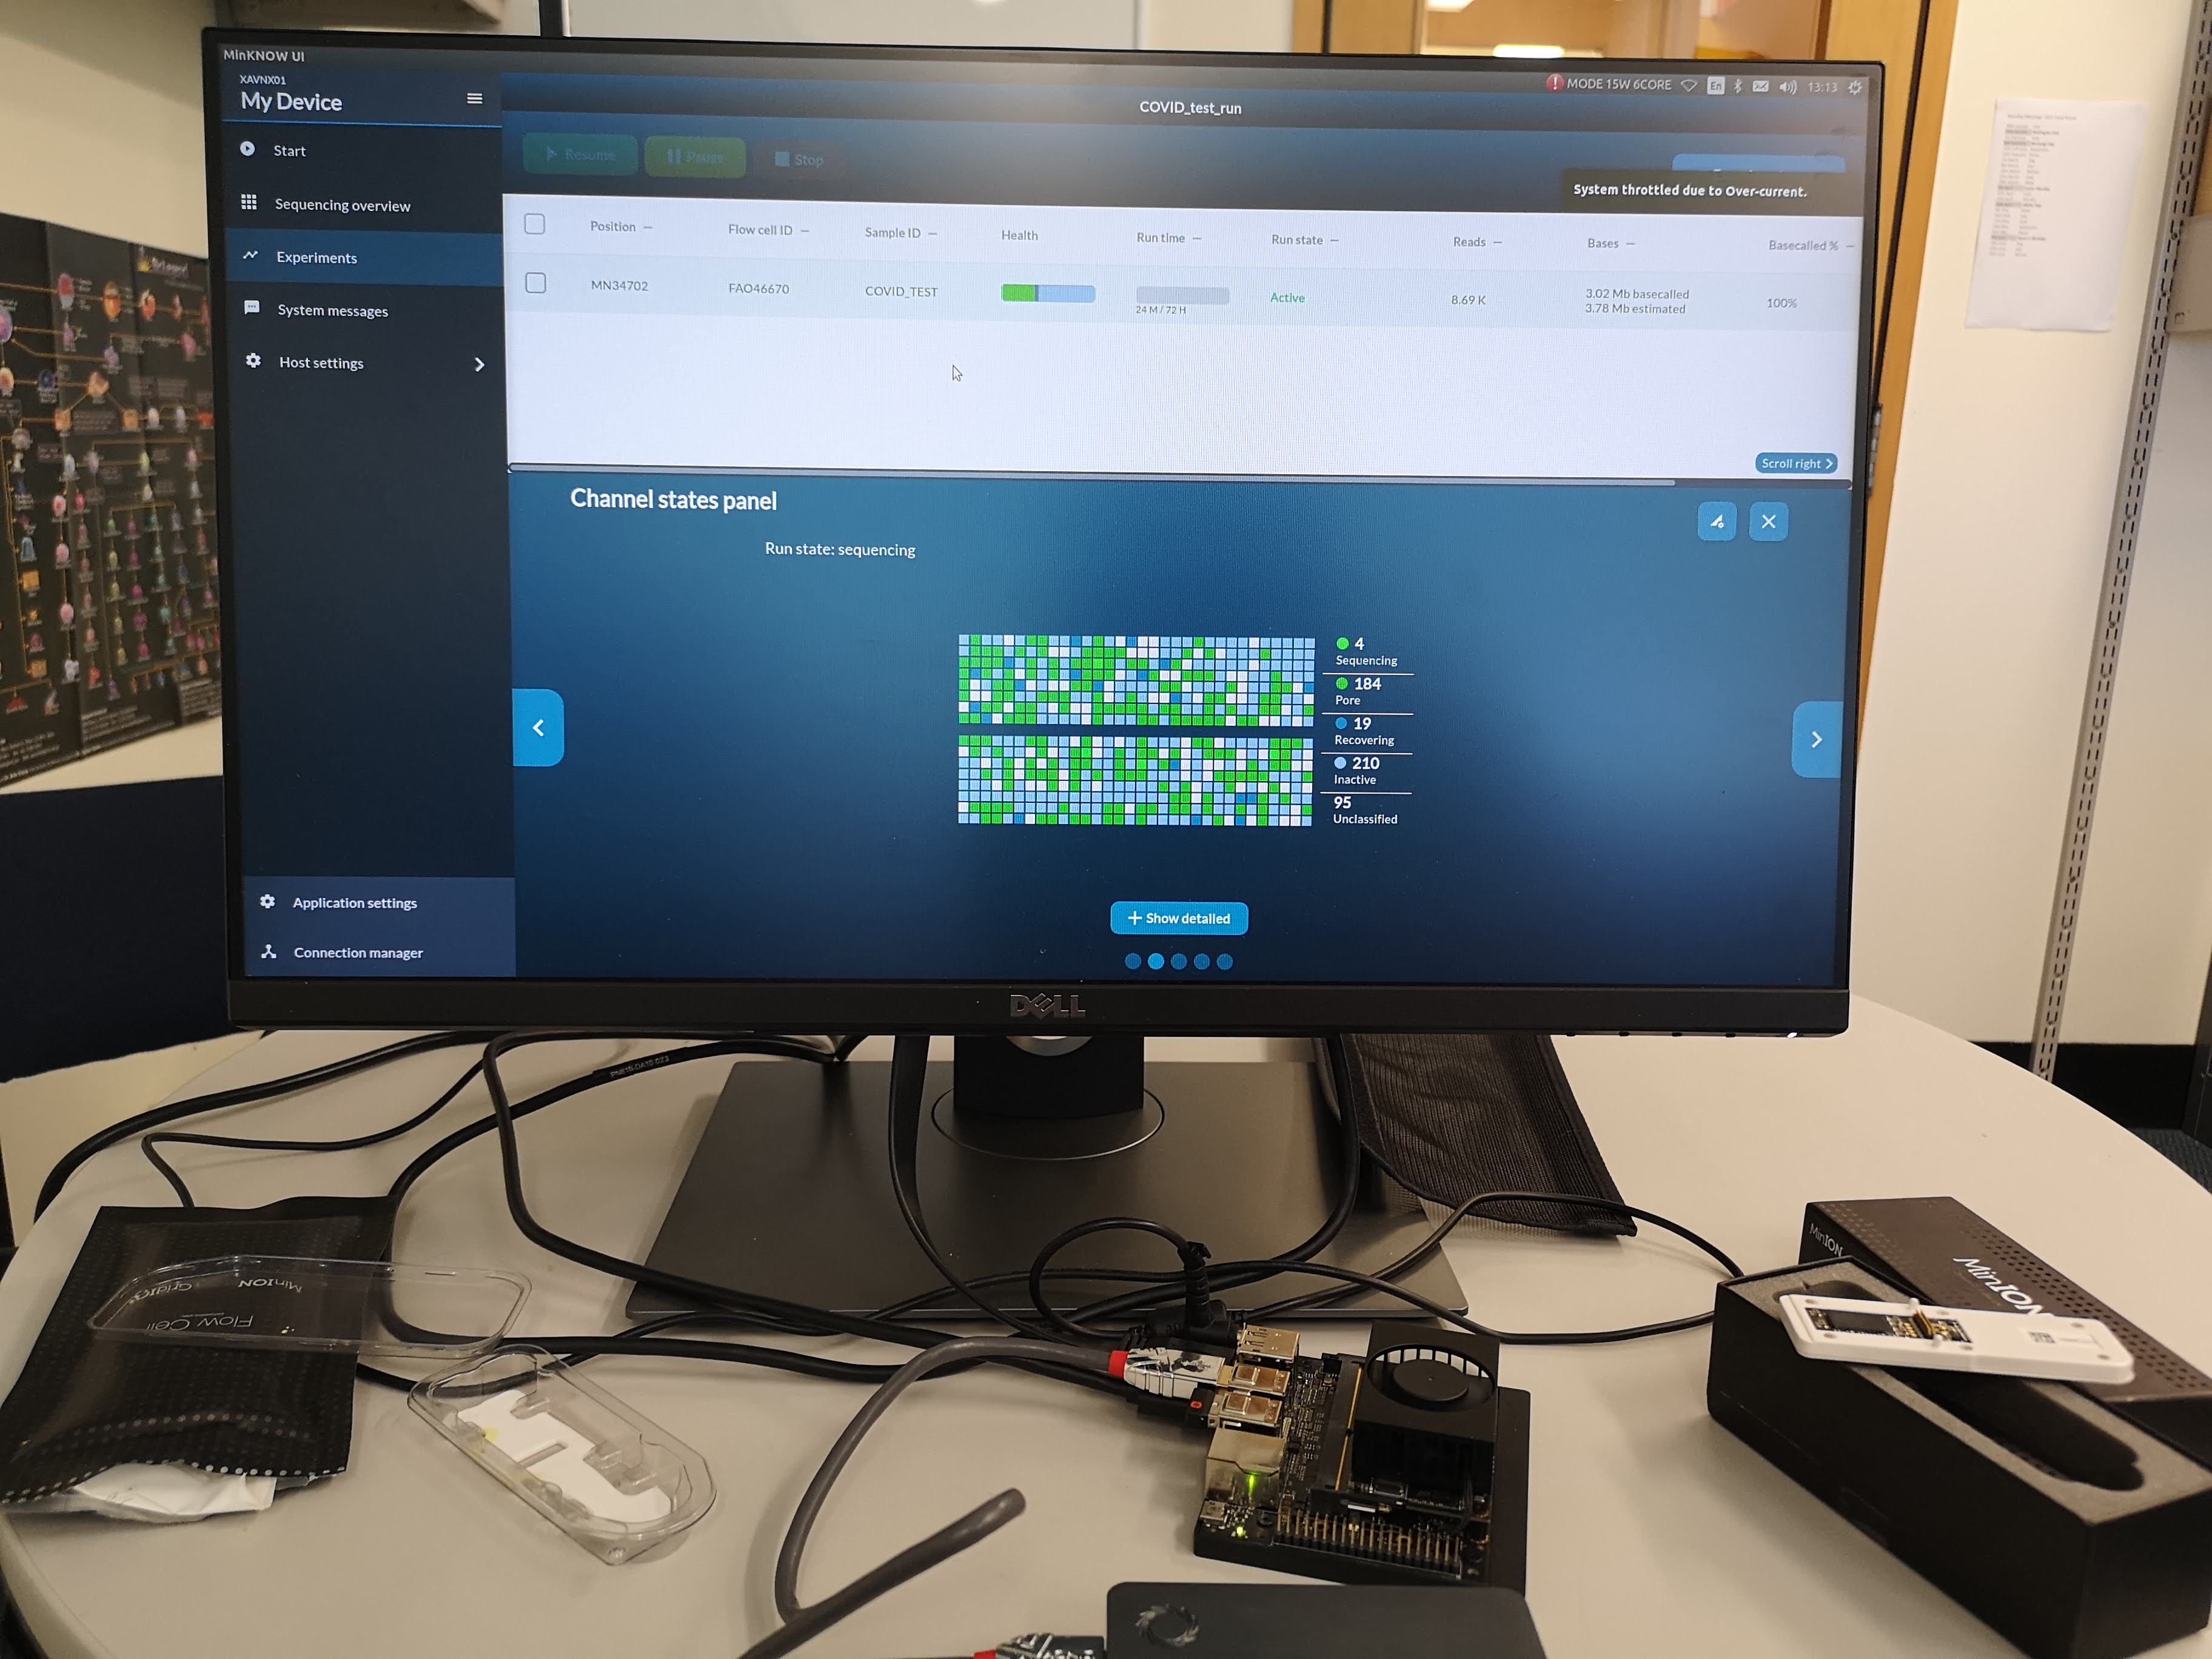 MinKNOW UI
MODE 15W 6CORE
En
13:13
XAVNX01
My Device
COVID_test_run
Start
Sequencing overview
Experiments
System messages
Host settings
Application settings
Connection manager
Resume
Pause
Stop
System throttled due to Over-current.
Position
Flow cell ID
Sample ID
Health
Run time
Run state
Reads
Bases
Basecalled %
MN34702
FAO46670
COVID_TEST
24 M / 72 H
Active
8.69 K
3.02 Mb basecalled
3.78 Mb estimated
100%
Scroll right
Channel states panel
Run state: sequencing
4
Sequencing
184
Pore
19
Recovering
210
Inactive
95
Unclassified
+ Show detailed
DELL
MinION
GridION
Flow Cell
MinION
MinION